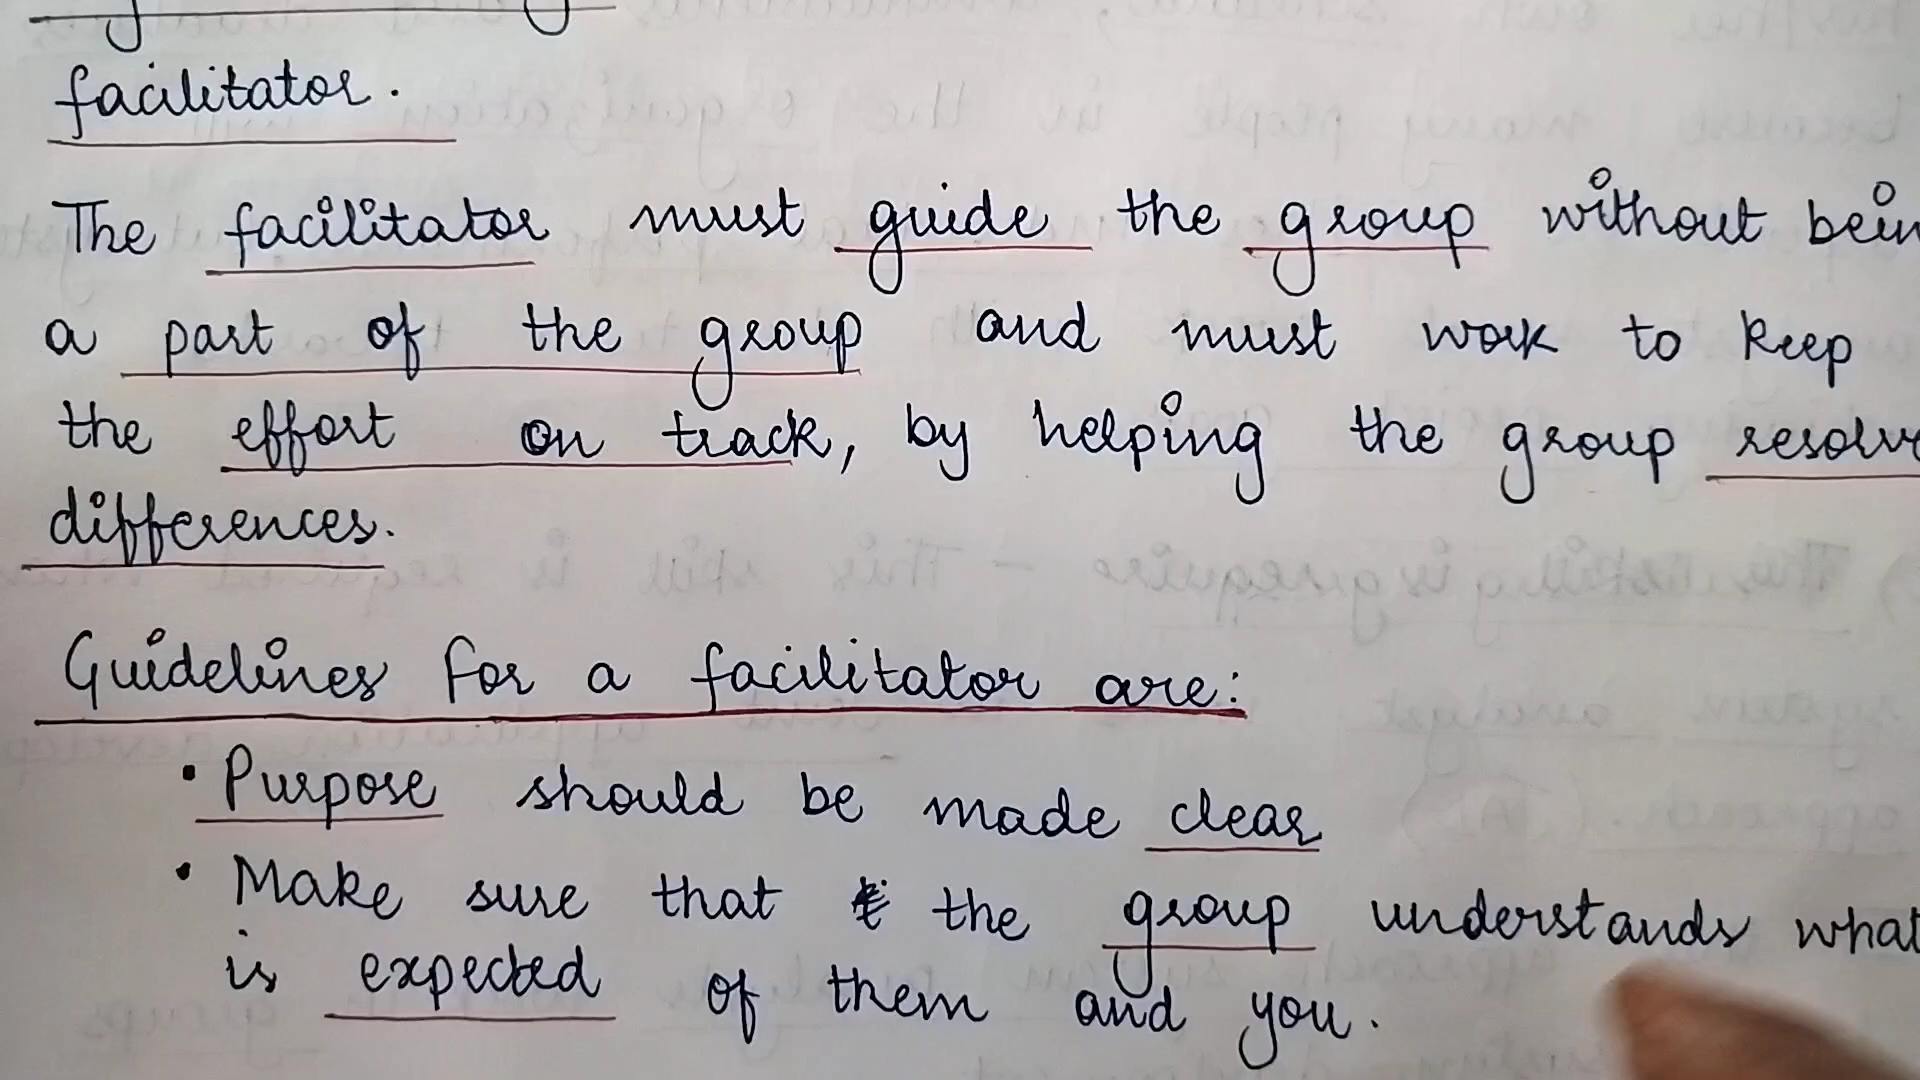 facilitator.
The facilitator must guide the group without bein
a part of the group and must work to keep
the effort on track, by helping the group resolve
differences.
Guidelines for a facilitator are:
• Purpose should be made clear
• Make sure that the group understands what
is expected of them and you.